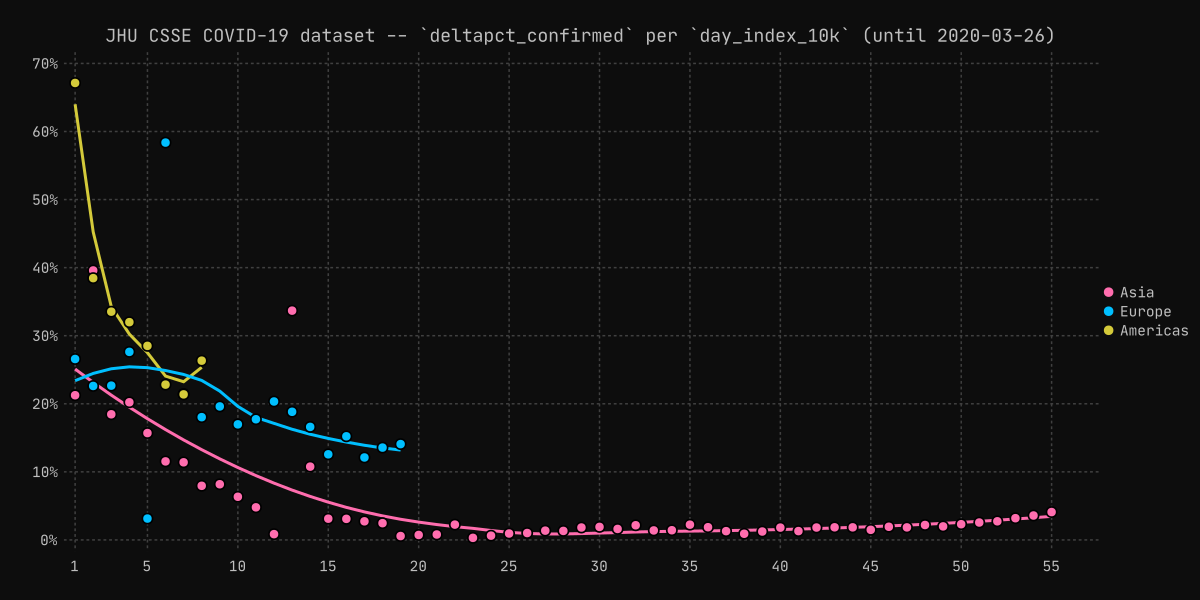 JHU CSSE COVID-19 dataset -- `deltapct_confirmed` per `day_index_10k` (until 2020-03-26)
70%
60%
50%
40%
30%
20%
10%
0%
1 5 10 15 20 25 30 35 40 45 50 55
Asia
Europe
Americas